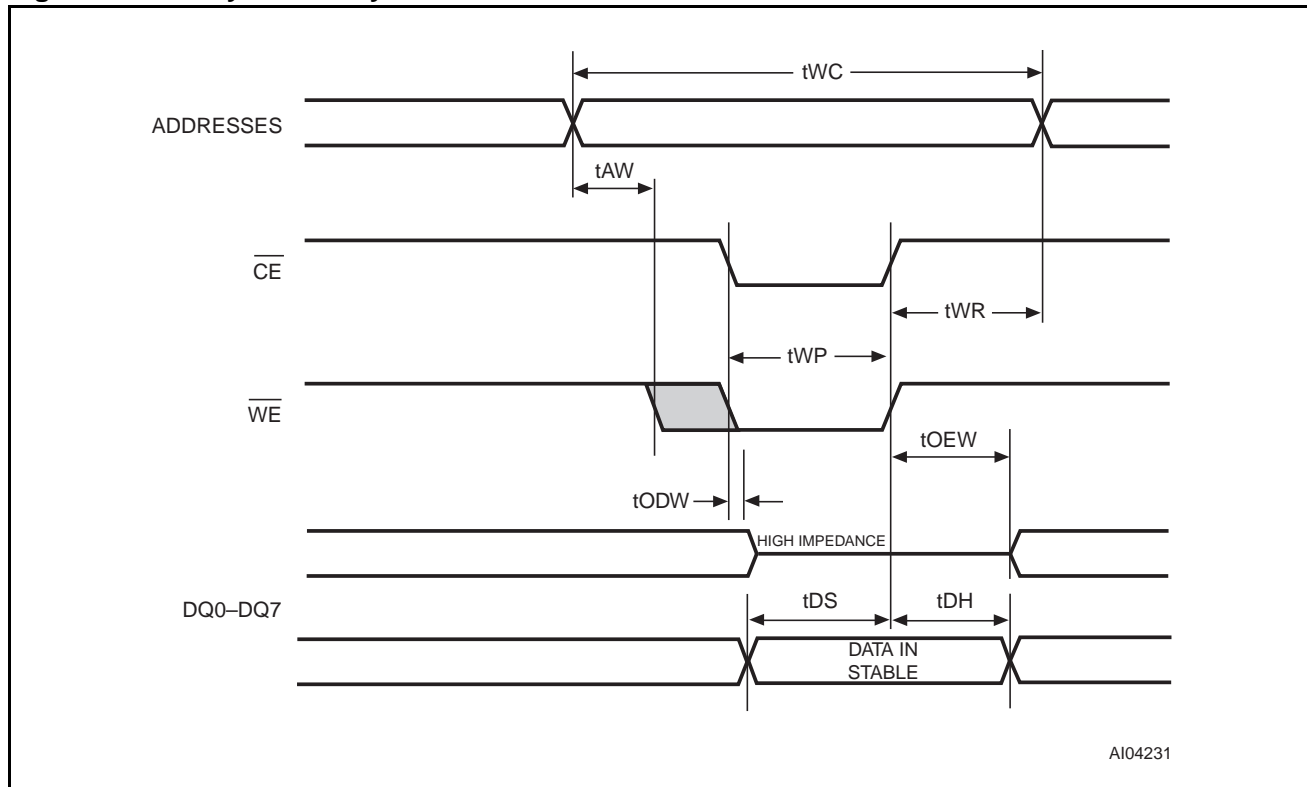 tWC
ADDRESSES
tAW
CE
tWR
tWP
WE
tOEW
tODW
HIGH IMPEDANCE
DQ0–DQ7
tDS
tDH
DATA IN
STABLE
AI04231